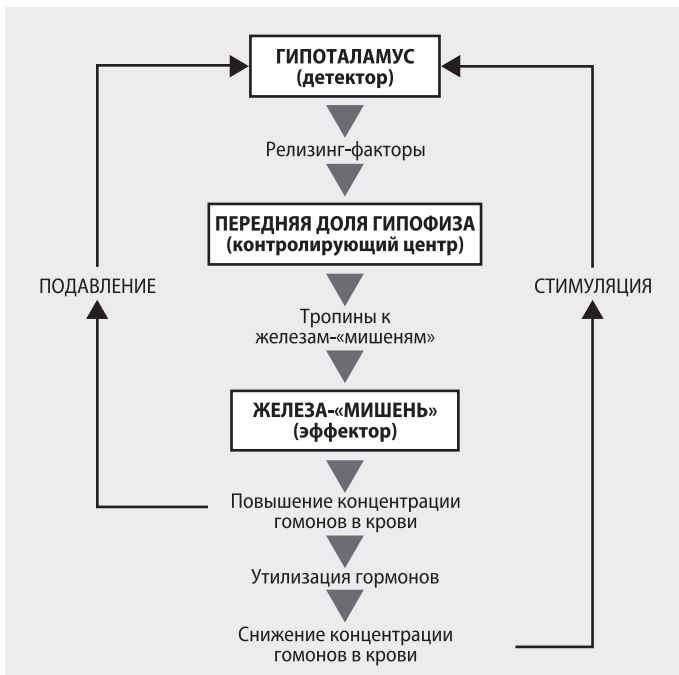 ГИПОТАЛАМУС
(детектор)
Релизинг-факторы
ПЕРЕДНЯЯ ДОЛЯ ГИПОФИЗА
(контролирующий центр)
ПОДАВЛЕНИЕ
СТИМУЛЯЦИЯ
Тропины к
железам-«мишеням»
ЖЕЛЕЗА-«МИШЕНЬ»
(эффектор)
Повышение концентрации
гомонов в крови
Утилизация гормонов
Снижение концентрации
гомонов в крови